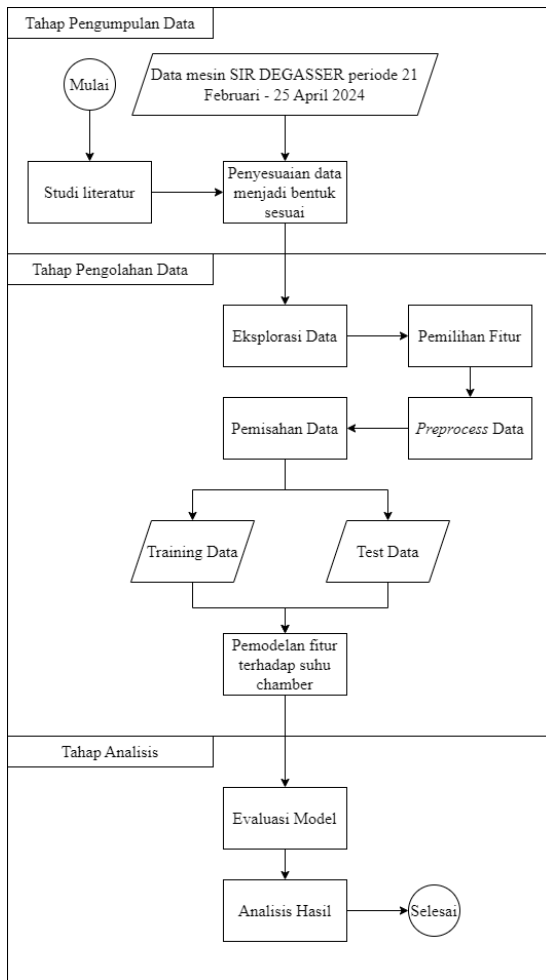 Tahap Pengumpulan Data
Mulai
Data mesin SIR DEGASSER periode 21
Februari - 25 April 2024
Studi literatur
Penyesuaian data
menjadi bentuk
sesuai
Tahap Pengolahan Data
Eksplorasi Data
Pemilihan Fitur
Pemisahan Data
Preprocess Data
Training Data
Test Data
Pemodelan fitur
terhadap suhu
chamber
Tahap Analisis
Evaluasi Model
Analisis Hasil
Selesai